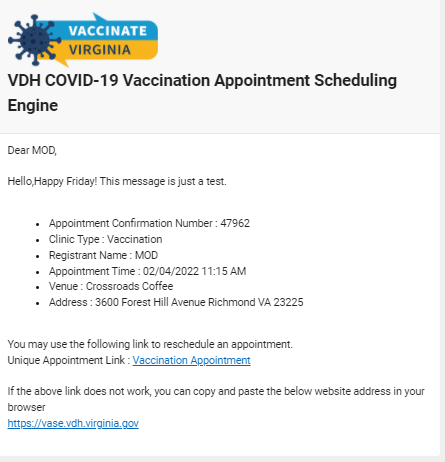 VACCINATE
VIRGINIA
VDH COVID-19 Vaccination Appointment Scheduling
Engine
Dear MOD,
Hello,Happy Friday! This message is just a test.
• Appointment Confirmation Number : 47962
• Clinic Type : Vaccination
• Registrant Name : MOD
• Appointment Time : 02/04/2022 11:15 AM
• Venue : Crossroads Coffee
• Address : 3600 Forest Hill Avenue Richmond VA 23225
You may use the following link to reschedule an appointment.
Unique Appointment Link : Vaccination Appointment
If the above link does not work, you can copy and paste the below website address in your
browser
https://vase.vdh.virginia.gov